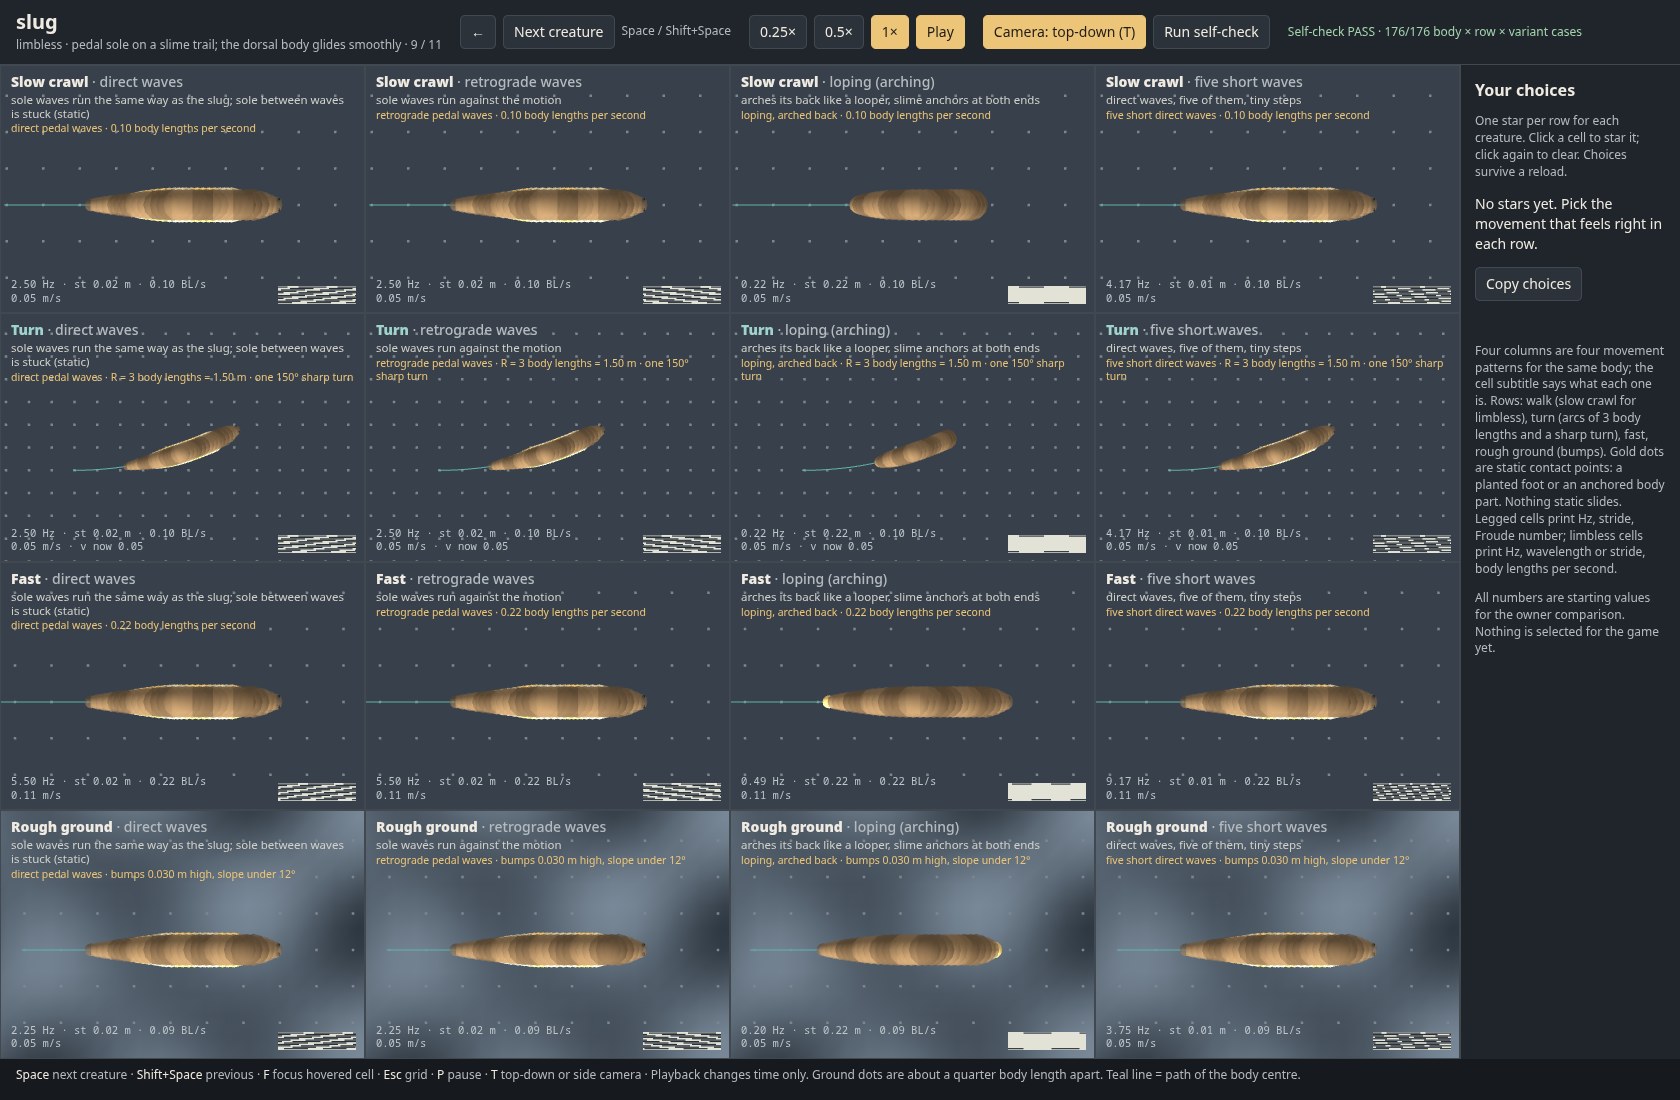 slug
limbless · pedal sole on a slime trail; the dorsal body glides smoothly · 9 / 11
←
Next creature
Space / Shift+Space
0.25×
0.5×
1×
Play
Camera: top-down (T)
Run self-check
Self-check PASS · 176/176 body × row × variant cases
Slow crawl · direct waves
sole waves run the same way as the slug; sole between waves
is stuck (static)
direct pedal waves · 0.10 body lengths per second
2.50 Hz · st 0.02 m · 0.10 BL/s
0.05 m/s
Slow crawl · retrograde waves
sole waves run against the motion
retrograde pedal waves · 0.10 body lengths per second
2.50 Hz · st 0.02 m · 0.10 BL/s
0.05 m/s
Slow crawl · loping (arching)
arches its back like a looper, slime anchors at both ends
loping, arched back · 0.10 body lengths per second
0.22 Hz · st 0.22 m · 0.10 BL/s
0.05 m/s
Slow crawl · five short waves
direct waves, five of them, tiny steps
five short direct waves · 0.10 body lengths per second
4.17 Hz · st 0.01 m · 0.10 BL/s
0.05 m/s
Turn · direct waves
sole waves run the same way as the slug; sole between waves
is stuck (static)
direct pedal waves · R = 3 body lengths = 1.50 m · one 150° sharp turn
2.50 Hz · st 0.02 m · 0.10 BL/s
0.05 m/s · v now 0.05
Turn · retrograde waves
sole waves run against the motion
retrograde pedal waves · R = 3 body lengths = 1.50 m · one 150°
sharp turn
2.50 Hz · st 0.02 m · 0.10 BL/s
0.05 m/s · v now 0.05
Turn · loping (arching)
arches its back like a looper, slime anchors at both ends
loping, arched back · R = 3 body lengths = 1.50 m · one 150° sharp
turn
0.22 Hz · st 0.22 m · 0.10 BL/s
0.05 m/s · v now 0.05
Turn · five short waves
direct waves, five of them, tiny steps
five short direct waves · R = 3 body lengths = 1.50 m · one 150° sharp
turn
4.17 Hz · st 0.01 m · 0.10 BL/s
0.05 m/s · v now 0.05
Fast · direct waves
sole waves run the same way as the slug; sole between waves
is stuck (static)
direct pedal waves · 0.22 body lengths per second
5.50 Hz · st 0.02 m · 0.22 BL/s
0.11 m/s
Fast · retrograde waves
sole waves run against the motion
retrograde pedal waves · 0.22 body lengths per second
5.50 Hz · st 0.02 m · 0.22 BL/s
0.11 m/s
Fast · loping (arching)
arches its back like a looper, slime anchors at both ends
loping, arched back · 0.22 body lengths per second
0.49 Hz · st 0.22 m · 0.22 BL/s
0.11 m/s
Fast · five short waves
direct waves, five of them, tiny steps
five short direct waves · 0.22 body lengths per second
9.17 Hz · st 0.01 m · 0.22 BL/s
0.11 m/s
Rough ground · direct waves
sole waves run the same way as the slug; sole between waves
is stuck (static)
direct pedal waves · bumps 0.030 m high, slope under 12°
2.25 Hz · st 0.02 m · 0.09 BL/s
0.05 m/s
Rough ground · retrograde waves
sole waves run against the motion
retrograde pedal waves · bumps 0.030 m high, slope under 12°
2.25 Hz · st 0.02 m · 0.09 BL/s
0.05 m/s
Rough ground · loping (arching)
arches its back like a looper, slime anchors at both ends
loping, arched back · bumps 0.030 m high, slope under 12°
0.20 Hz · st 0.22 m · 0.09 BL/s
0.05 m/s
Rough ground · five short waves
direct waves, five of them, tiny steps
five short direct waves · bumps 0.030 m high, slope under 12°
3.75 Hz · st 0.01 m · 0.09 BL/s
0.05 m/s
Your choices
One star per row for each
creature. Click a cell to star it;
click again to clear. Choices
survive a reload.
No stars yet. Pick the
movement that feels right in
each row.
Copy choices
Four columns are four movement
patterns for the same body; the
cell subtitle says what each one
is. Rows: walk (slow crawl for
limbless), turn (arcs of 3 body
lengths and a sharp turn), fast,
rough ground (bumps). Gold dots
are static contact points: a
planted foot or an anchored body
part. Nothing static slides.
Legged cells print Hz, stride,
Froude number; limbless cells
print Hz, wavelength or stride,
body lengths per second.
All numbers are starting values
for the owner comparison.
Nothing is selected for the game
yet.
Space next creature · Shift+Space previous · F focus hovered cell · Esc grid · P pause · T top-down or side camera · Playback changes time only. Ground dots are about a quarter body length apart. Teal line = path of the body centre.